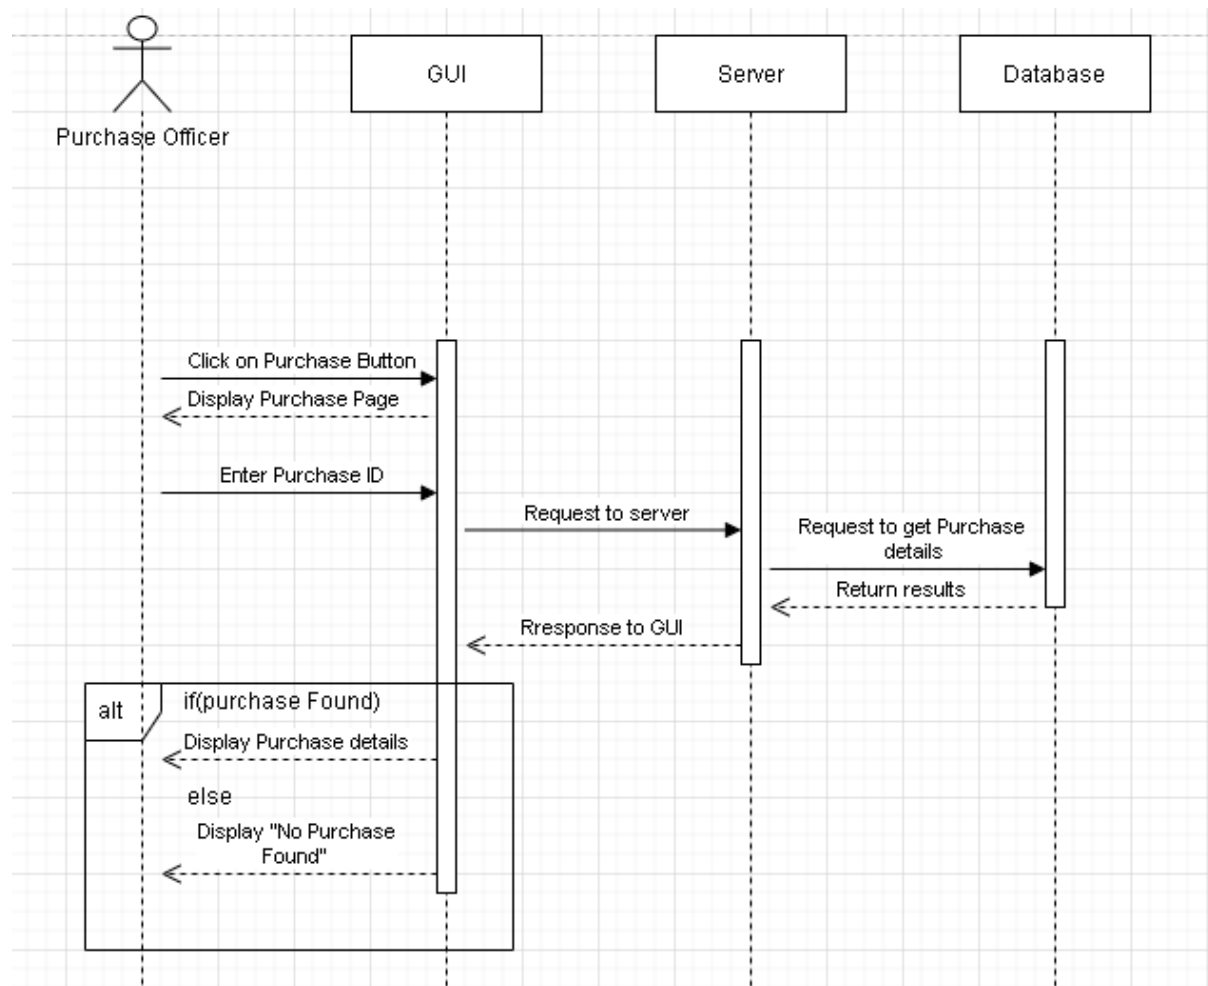 GUI
Server
Database
Purchase Officer
Click on Purchase Button
Display Purchase Page
Enter Purchase ID
Request to server
Request to get Purchase
details
Return results
Rresponse to GUI
alt
if(purchase Found)
Display Purchase details
else
Display "No Purchase
Found"